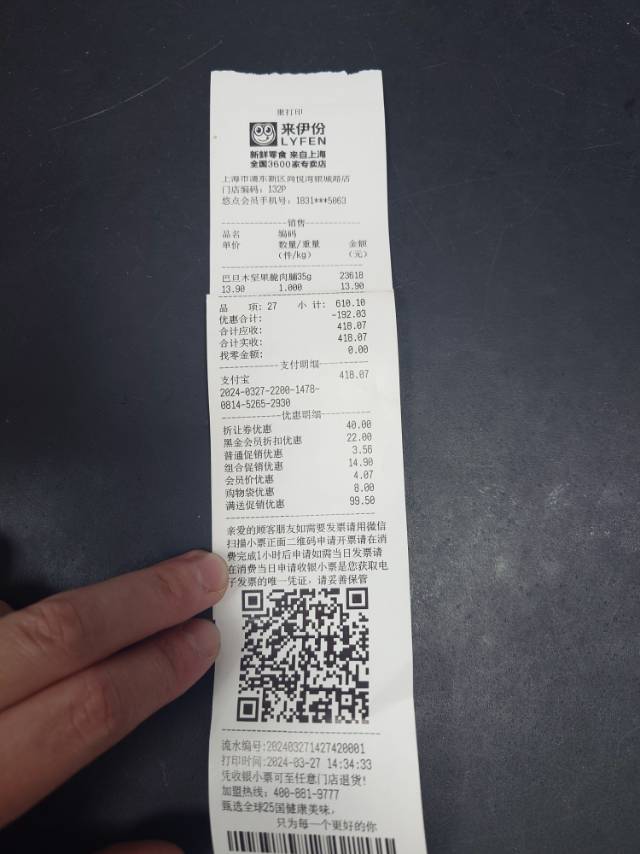 重打印
来伊份
LYFEN
新鲜零食 来自上海
全国3600家专卖店
上海市浦东新区尚悦湾银城路店
门店编码：132P
悠点会员手机号：1831***5063
销售
品名 编码
单价 数量/重量 金额
(件/kg) (元)
巴旦木坚果脆肉脯35g 23618
13.90 1.000 13.90
品 项: 27 小 计: 610.10
优惠合计: -192.03
合计应收: 418.07
合计实收: 418.07
找零金额: 0.00
支付明细
支付宝 418.07
2024-0327-2200-1478-
0814-5265-2930
优惠明细
折让券优惠 40.00
黑金会员折扣优惠 22.00
普通促销优惠 3.56
组合促销优惠 14.90
会员价优惠 4.07
购物袋优惠 8.00
满送促销优惠 99.50
亲爱的顾客朋友如需要发票请用微信
扫描小票正面二维码申请开票请在消
费完成1小时后申请如需当日发票请
在消费当日申请收银小票是您获取电
子发票的唯一凭证，请妥善保管
流水编号:202403271427420001
打印时间:2024-03-27 14:34:33
凭收银小票可至任意门店退货!
加盟热线: 400-881-9777
甄选全球25国健康美味,
只为每一个更好的你